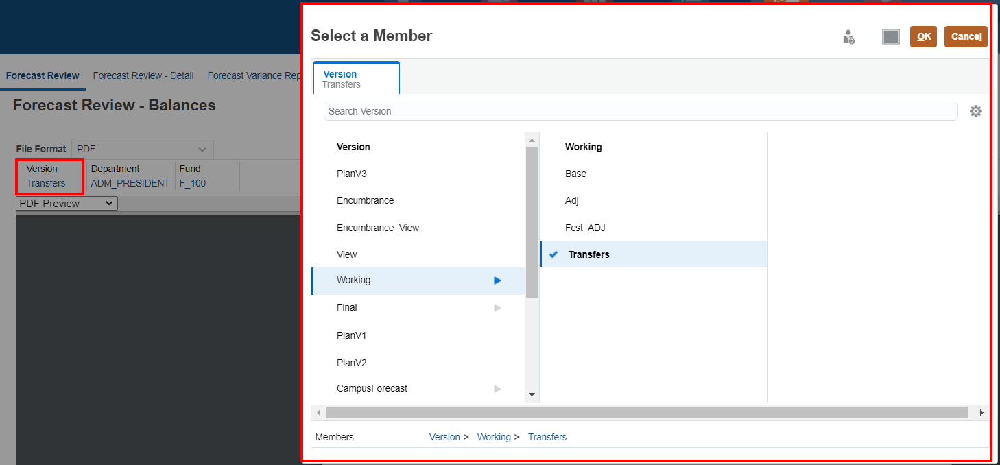 Forecast Review
Forecast Review - Detail
Forecast Variance Rep
Forecast Review - Balances
File Format
PDF
Version
Department
Fund
Transfers
ADM_PRESIDENT
F_100
PDF Preview
Select a Member
OK
Cancel
Version
Transfers
Search Version
Version
PlanV3
Encumbrance
Encumbrance_View
View
Working
Final
PlanV1
PlanV2
CampusForecast
Working
Base
Adj
Fcst_ADJ
Transfers
Members
Version > Working > Transfers